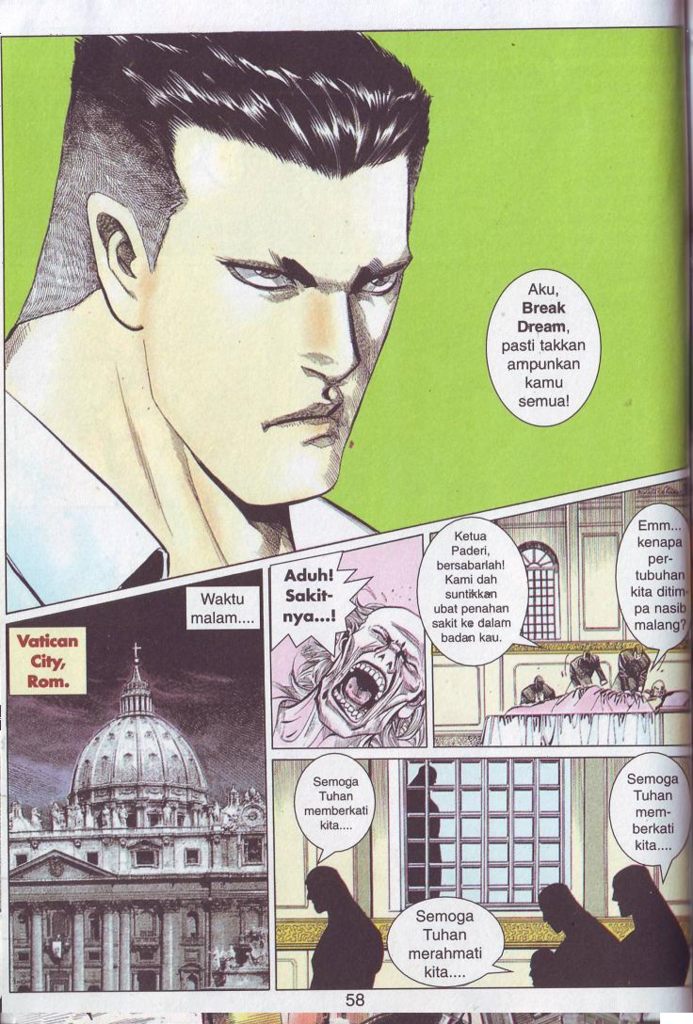 Aku,
Break
Dream,
pasti takkan
ampunkan
kamu
semua!
Waktu
malam....
Vatican
City,
Rom.
Aduh!
Sakit-
nya...!
Ketua
Paderi,
bersabarlah!
Kami dah
suntikkan
ubat penahan
sakit ke dalam
badan kau.
Emm...
kenapa
per-
tubuhan
kita ditim-
pa nasib
malang?
Semoga
Tuhan
memberkati
kita....
Semoga
Tuhan
merahmati
kita....
Semoga
Tuhan
mem-
berkati
kita....
58